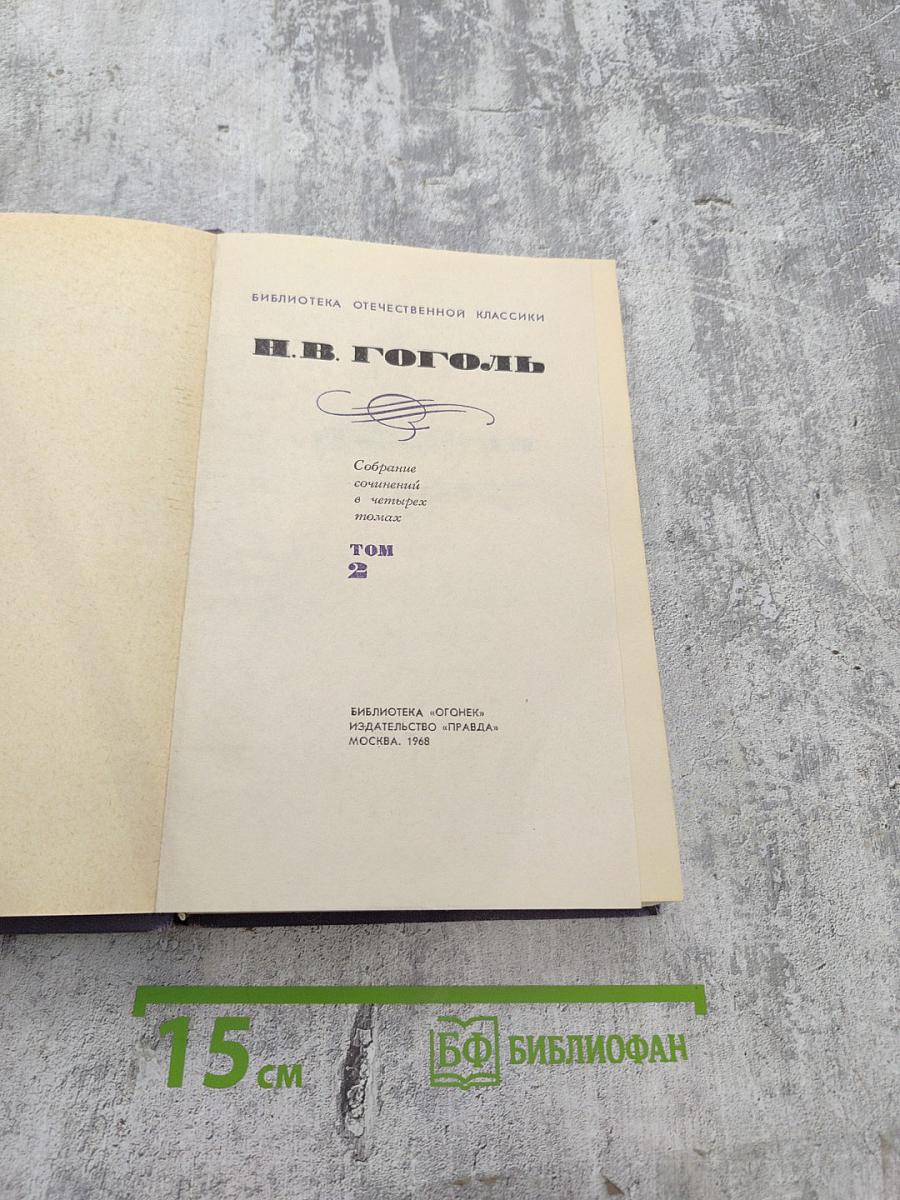 БИБЛИОТЕКА ОТЕЧЕСТВЕННОЙ КЛАССИКИ
Н. В. ГОГОЛЬ
Собрание
сочинений
в четырех
томах
ТОМ
2
БИБЛИОТЕКА «ОГОНЕК»
ИЗДАТЕЛЬСТВО «ПРАВДА»
МОСКВА. 1968
15 СМ
БФ БИБЛИОФАН